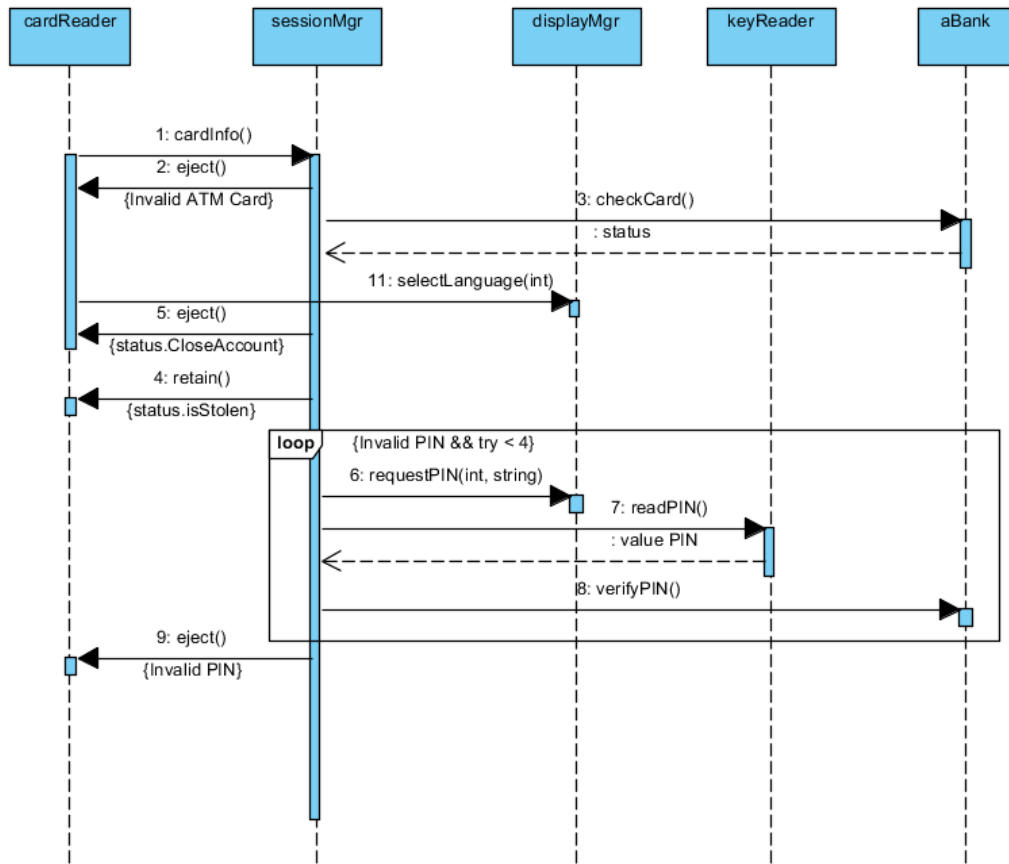 cardReader
sessionMgr
displayMgr
keyReader
aBank
1: cardInfo()
2: eject()
{Invalid ATM Card}
3: checkCard()
: status
11: selectLanguage(int)
5: eject()
{status.CloseAccount}
4: retain()
{status.isStolen}
loop
{Invalid PIN && try < 4}
6: requestPIN(int, string)
7: readPIN()
: value PIN
8: verifyPIN()
9: eject()
{Invalid PIN}